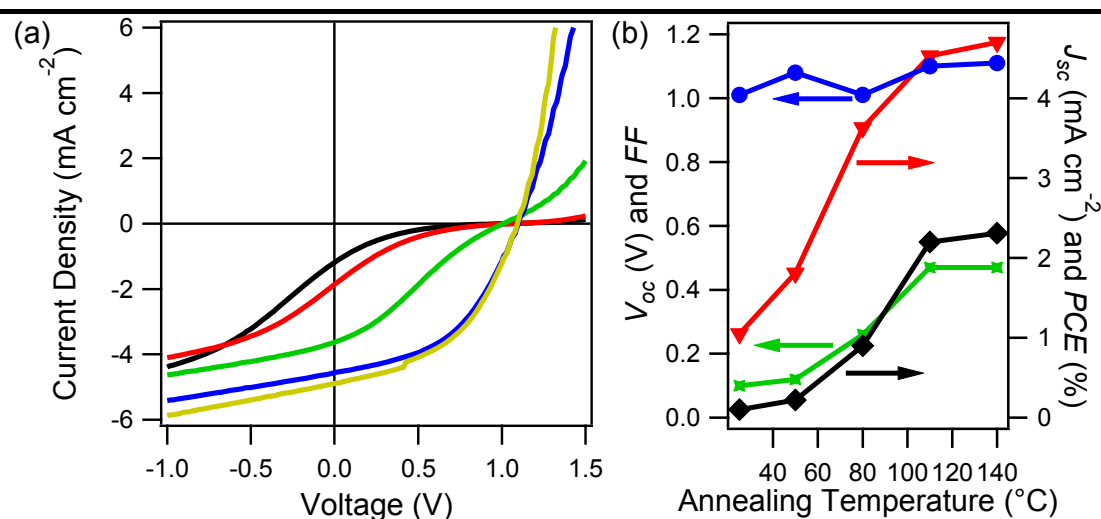 (a)
Current Density (mA cm⁻²)
6
4
2
0
-2
-4
-6
-1.0 -0.5 0.0 0.5 1.0 1.5
Voltage (V)
(b)
V_oc (V) and FF
1.2
1.0
0.8
0.6
0.4
0.2
0.0
40 60 80 100 120 140
Annealing Temperature (°C)
4
3
2
1
0
J_sc (mA cm⁻²) and PCE (%)